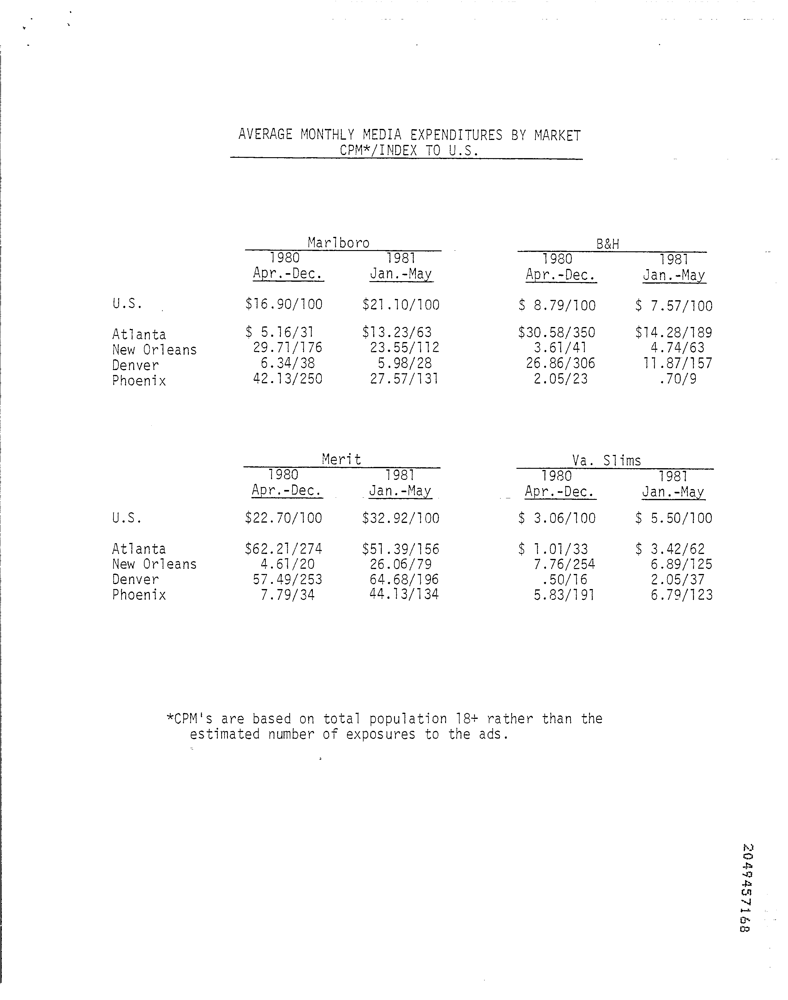 AVERAGE MONTHLY MEDIA EXPENDITURES BY MARKET
CPM*/INDEX TO U.S.
Marlboro B&H
1980 1981 1980 1981
Apr.-Dec. Jan.-May Apr.-Dec. Jan.-May
U.S. $16.90/100 $21.10/100 $ 8.79/100 $ 7.57/100
Atlanta $ 5.16/31 $13.23/63 $30.58/350 $14.28/189
New Orleans 29.71/176 23.55/112 3.61/41 4.74/63
Denver 6.34/38 5.98/28 26.86/306 11.87/157
Phoenix 42.13/250 27.57/131 2.05/23 .70/9
Merit Va. Slims
1980 1981 1980 1981
Apr.-Dec. Jan.-May Apr.-Dec. Jan.-May
U.S. $22.70/100 $32.92/100 $ 3.06/100 $ 5.50/100
Atlanta $62.21/274 $51.39/156 $ 1.01/33 $ 3.42/62
New Orleans 4.61/20 26.06/79 7.76/254 6.89/125
Denver 57.49/253 64.68/196 .50/16 2.05/37
Phoenix 7.79/34 44.13/134 5.83/191 6.79/123
*CPM's are based on total population 18+ rather than the
estimated number of exposures to the ads.
2049457168